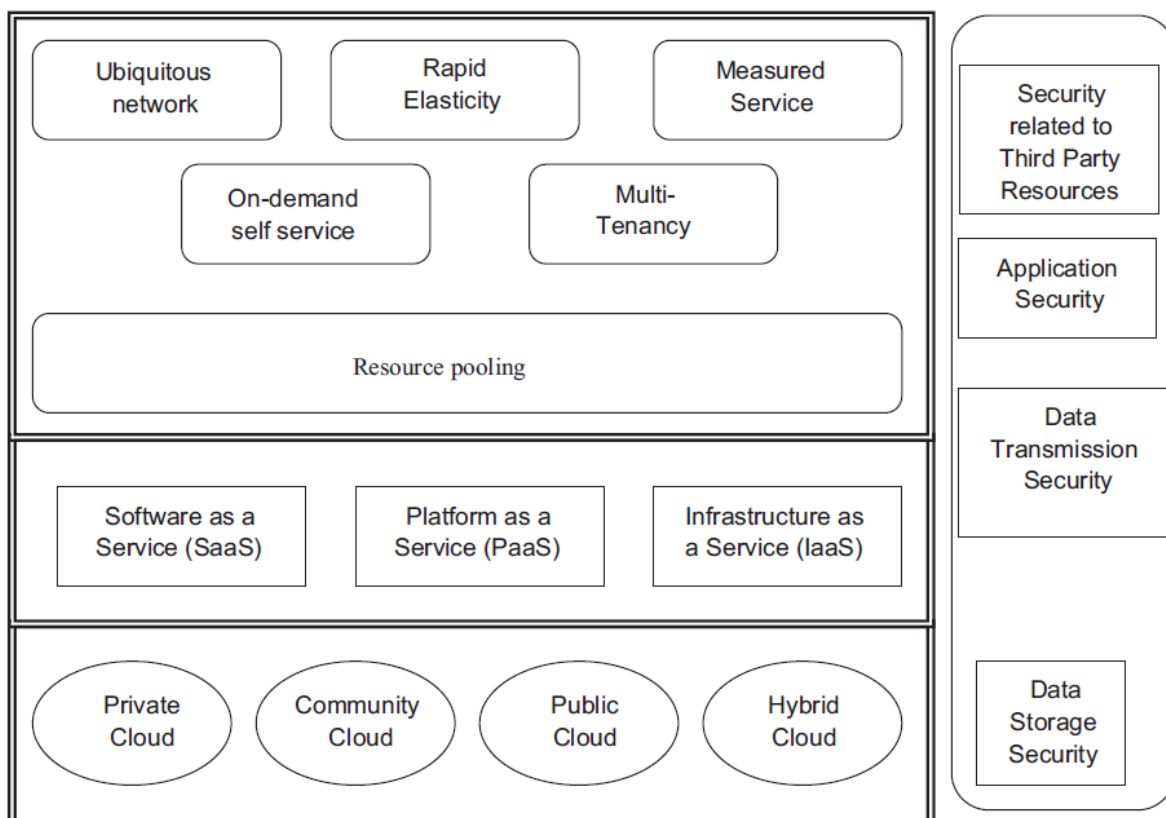 Ubiquitous
network
Rapid
Elasticity
Measured
Service
On-demand
self service
Multi-
Tenancy
Resource pooling
Software as a
Service (SaaS)
Platform as a
Service (PaaS)
Infrastructure as
a Service (IaaS)
Private
Cloud
Community
Cloud
Public
Cloud
Hybrid
Cloud
Security
related to
Third Party
Resources
Application
Security
Data
Transmission
Security
Data
Storage
Security